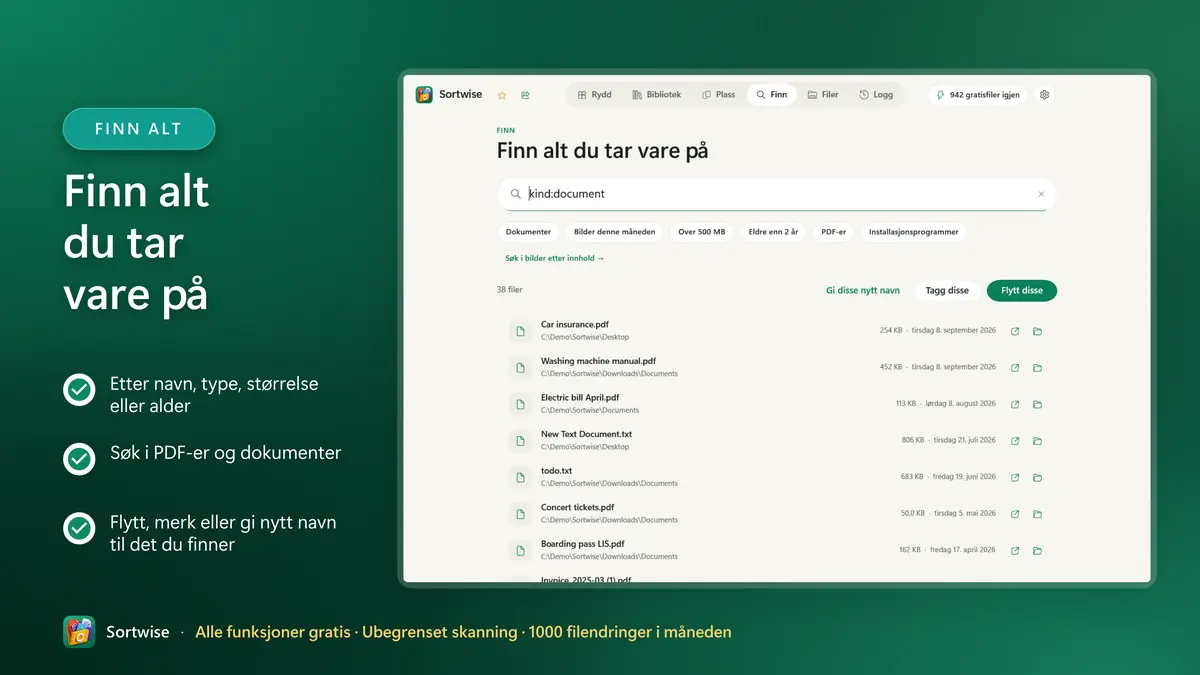 FINN ALT
Finn alt
du tar
vare på
Etter navn, type, størrelse
eller alder
Søk i PDF-er og dokumenter
Flytt, merk eller gi nytt navn
til det du finner
Sortwise
Rydd
Bibliotek
Plass
Finn
Filer
Logg
942 gratisfiler igjen
FINN
Finn alt du tar vare på
kind:document
Dokumenter
Bilder denne måneden
Over 500 MB
Eldre enn 2 år
PDF-er
Installasjonsprogrammer
Søk i bilder etter innhold →
38 filer
Gi disse nytt navn
Tagg disse
Flytt disse
Car insurance.pdf
C:\Demo\Sortwise\Desktop
254 KB · tirsdag 8. september 2026
Washing machine manual.pdf
C:\Demo\Sortwise\Downloads\Documents
452 KB · tirsdag 8. september 2026
Electric bill April.pdf
C:\Demo\Sortwise\Documents
113 KB · lørdag 8. august 2026
New Text Document.txt
C:\Demo\Sortwise\Desktop
806 KB · tirsdag 21. juli 2026
todo.txt
C:\Demo\Sortwise\Downloads\Documents
683 KB · fredag 19. juni 2026
Concert tickets.pdf
C:\Demo\Sortwise\Downloads\Documents
50,0 KB · tirsdag 5. mai 2026
Boarding pass LIS.pdf
C:\Demo\Sortwise\Downloads\Documents
162 KB · fredag 17. april 2026
Invoice 2025-03 (1).pdf
Sortwise · Alle funksjoner gratis · Ubegrenset skanning · 1000 filendringer i måneden